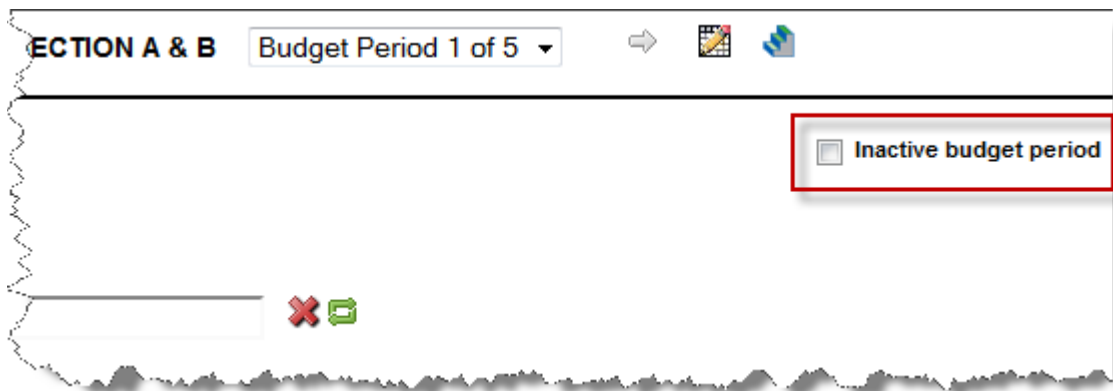 ECTION A & B Budget Period 1 of 5
Inactive budget period